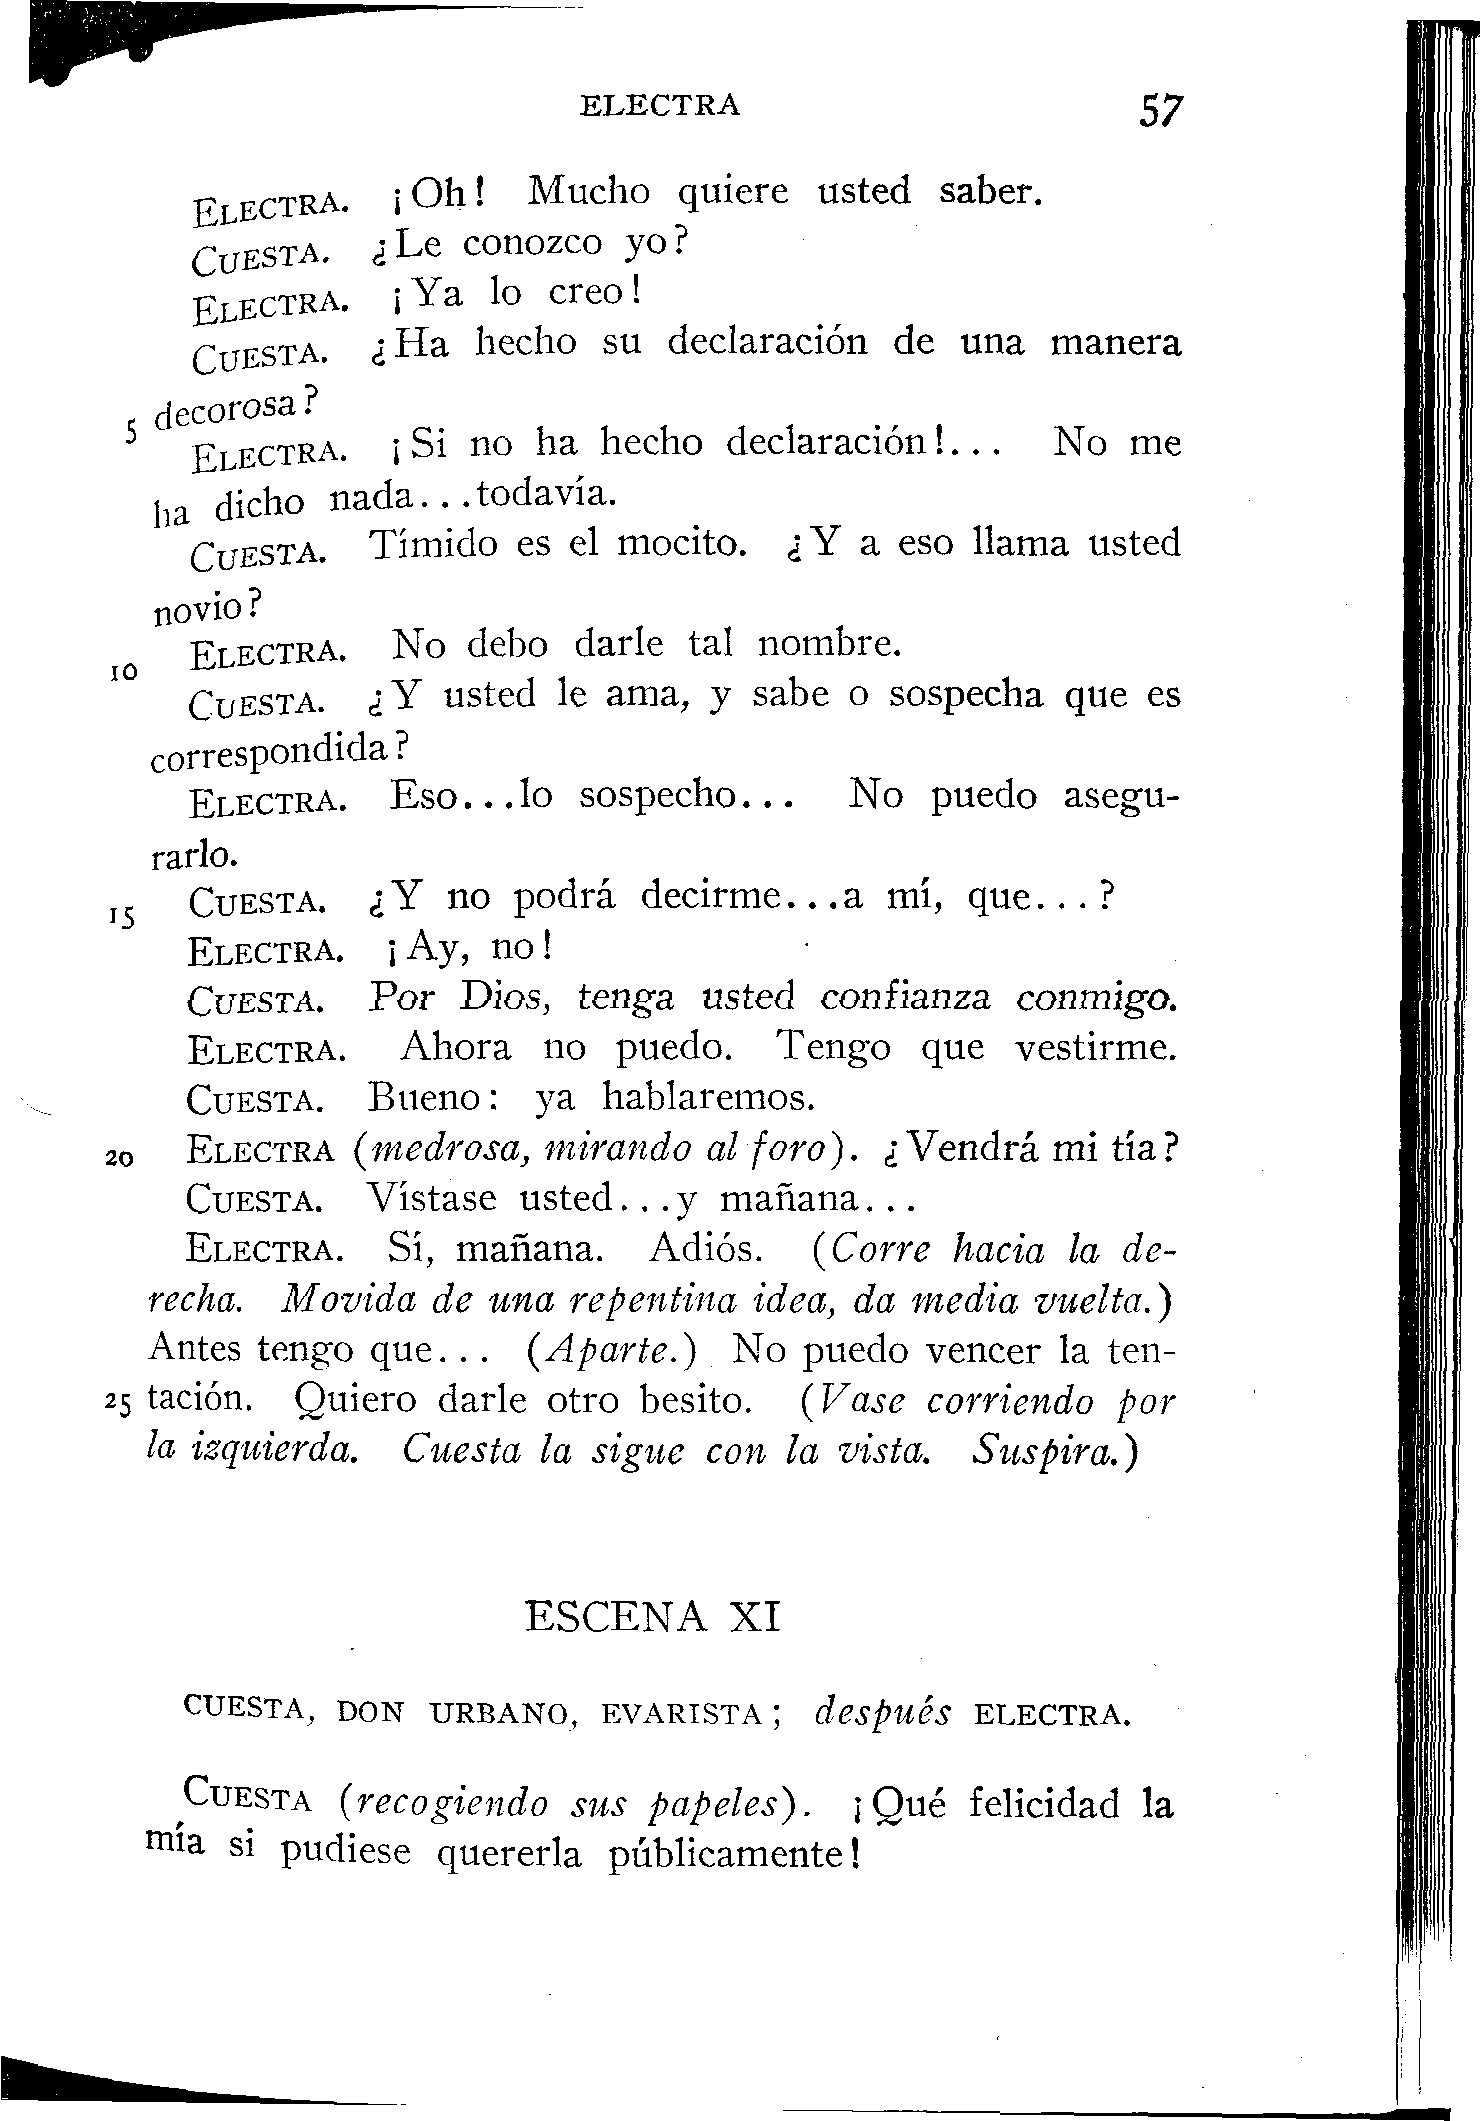 ELECTRA 57
ELECTRA. ¡Oh! Mucho quiere usted saber.
CUESTA. ¿Le conozco yo?
ELECTRA. ¡Ya lo creo!
CUESTA. ¿Ha hecho su declaración de una manera
5 decorosa?
ELECTRA. ¡Si no ha hecho declaración!... No me
ha dicho nada...todavía.
CUESTA. Tímido es el mocito. ¿Y a eso llama usted
novio?
10 ELECTRA. No debo darle tal nombre.
CUESTA. ¿Y usted le ama, y sabe o sospecha que es
correspondida?
ELECTRA. Eso...lo sospecho... No puedo asegu-
rarlo.
15 CUESTA. ¿Y no podrá decirme...a mí, que...?
ELECTRA. ¡Ay, no!
CUESTA. Por Dios, tenga usted confianza conmigo.
ELECTRA. Ahora no puedo. Tengo que vestirme.
CUESTA. Bueno: ya hablaremos.
20 ELECTRA (medrosa, mirando al foro). ¿Vendrá mi tía?
CUESTA. Vístase usted...y mañana...
ELECTRA. Sí, mañana. Adiós. (Corre hacia la de-
recha. Movida de una repentina idea, da media vuelta.)
Antes tengo que... (Aparte.) No puedo vencer la ten-
25 tación. Quiero darle otro besito. (Vase corriendo por
la izquierda. Cuesta la sigue con la vista. Suspira.)
ESCENA XI
CUESTA, DON URBANO, EVARISTA; después ELECTRA.
CUESTA (recogiendo sus papeles). ¡Qué felicidad la
mía si pudiese quererla públicamente!